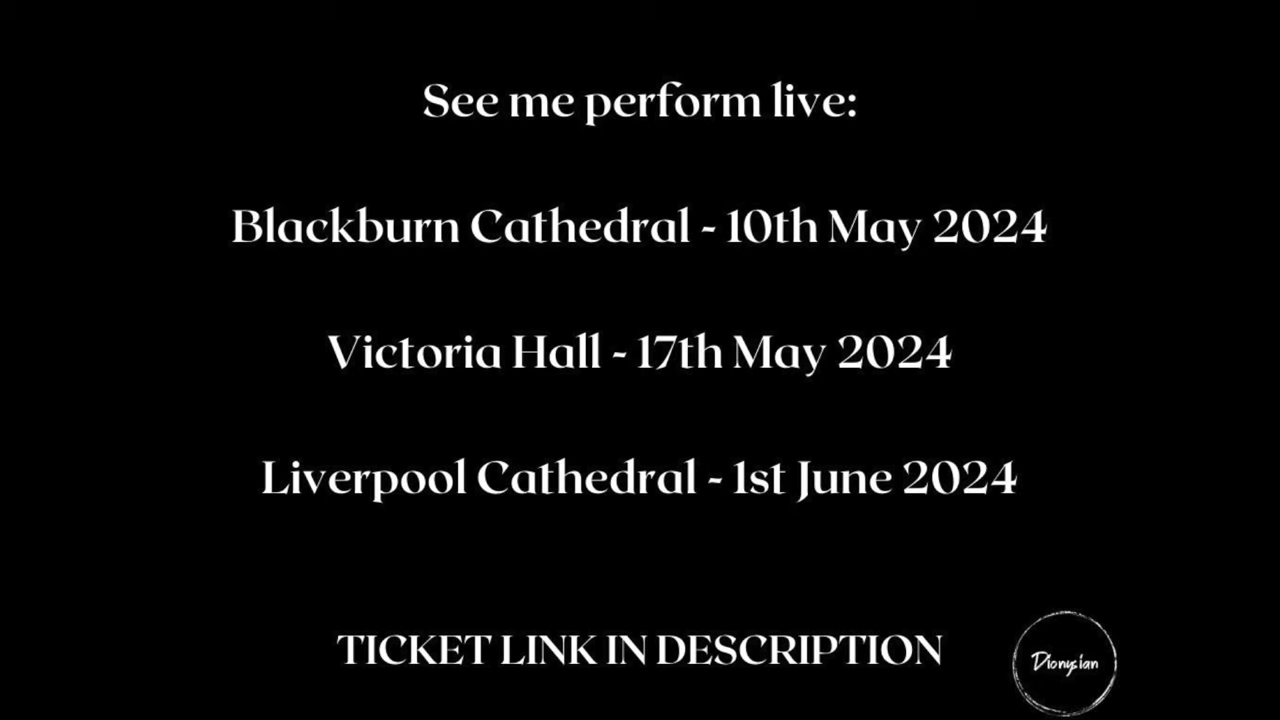 See me perform live:
Blackburn Cathedral - 10th May 2024
Victoria Hall - 17th May 2024
Liverpool Cathedral - 1st June 2024
TICKET LINK IN DESCRIPTION
Dionysian